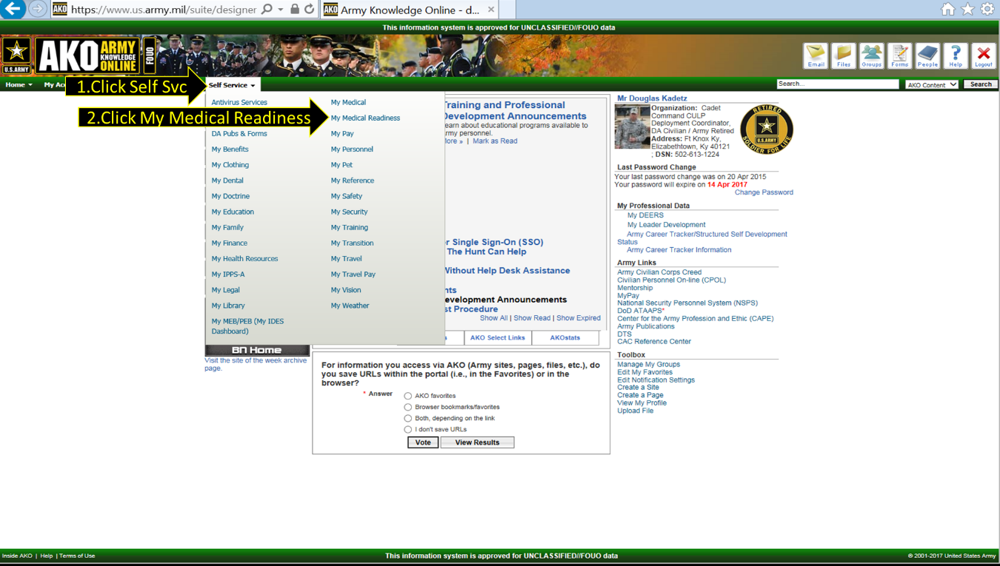 https://www.us.army.mil/suite/designer
AKO Army Knowledge Online - d... ×
This information system is approved for UNCLASSIFIED//FOUO data
U.S.ARMY
AKO ARMY KNOWLEDGE ONLINE FOUO
Email Files Groups Forms People Help Logout
Home My Ac
1.Click Self Svc
Self Service
Search...
AKO Content
Search
Antivirus Services
2.Click My Medical Readiness
DA Pubs & Forms
My Benefits
My Clothing
My Dental
My Doctrine
My Education
My Family
My Finance
My Health Resources
My IPPS-A
My Legal
My Library
My MEB/PEB (My IDES
Dashboard)
My Medical
My Medical Readiness
My Pay
My Personnel
My Pet
My Reference
My Safety
My Security
My Training
My Transition
My Travel
My Travel Pay
My Vision
My Weather
BN Home
Visit the site of the week archive
page.
raining and Professional
Development Announcements
earn about educational programs available to
rmy personnel.
ore » | Mark as Read
r Single Sign-On (SSO)
The Hunt Can Help
Without Help Desk Assistance
nts
evelopment Announcements
st Procedure
Show All | Show Read | Show Expired
s
AKO Select Links
AKOstats
For information you access via AKO (Army sites, pages, files, etc.), do
you save URLs within the portal (i.e., in the Favorites) or in the
browser?
* Answer
AKO favorites
Browser bookmarks/favorites
Both, depending on the link
I don't save URLs
Vote
View Results
Mr Douglas Kadetz
Organization: Cadet
Command CULP
Deployment Coordinator,
DA Civilian / Army Retired
Address: Ft Knox Ky,
Elizabethtown, Ky 40121
; DSN: 502-613-1224
RETIRED
U.S.ARMY
SOLDIER FOR LIFE
Last Password Change
Your last password change was on 20 Apr 2015
Your password will expire on 14 Apr 2017
Change Password
My Professional Data
My DEERS
My Leader Development
Army Career Tracker/Structured Self Development
Status
Army Career Tracker Information
Army Links
Army Civilian Corps Creed
Civilian Personnel On-line (CPOL)
Mentorship
MyPay
National Security Personnel System (NSPS)
DoD ATAAPS*
Center for the Army Profession and Ethic (CAPE)
Army Publications
DTS
CAC Reference Center
Toolbox
Manage My Groups
Edit My Favorites
Edit Notification Settings
Create a Site
Create a Page
View My Profile
Upload File
Inside AKO | Help | Terms of Use
This information system is approved for UNCLASSIFIED//FOUO data
© 2001-2017 United States Army